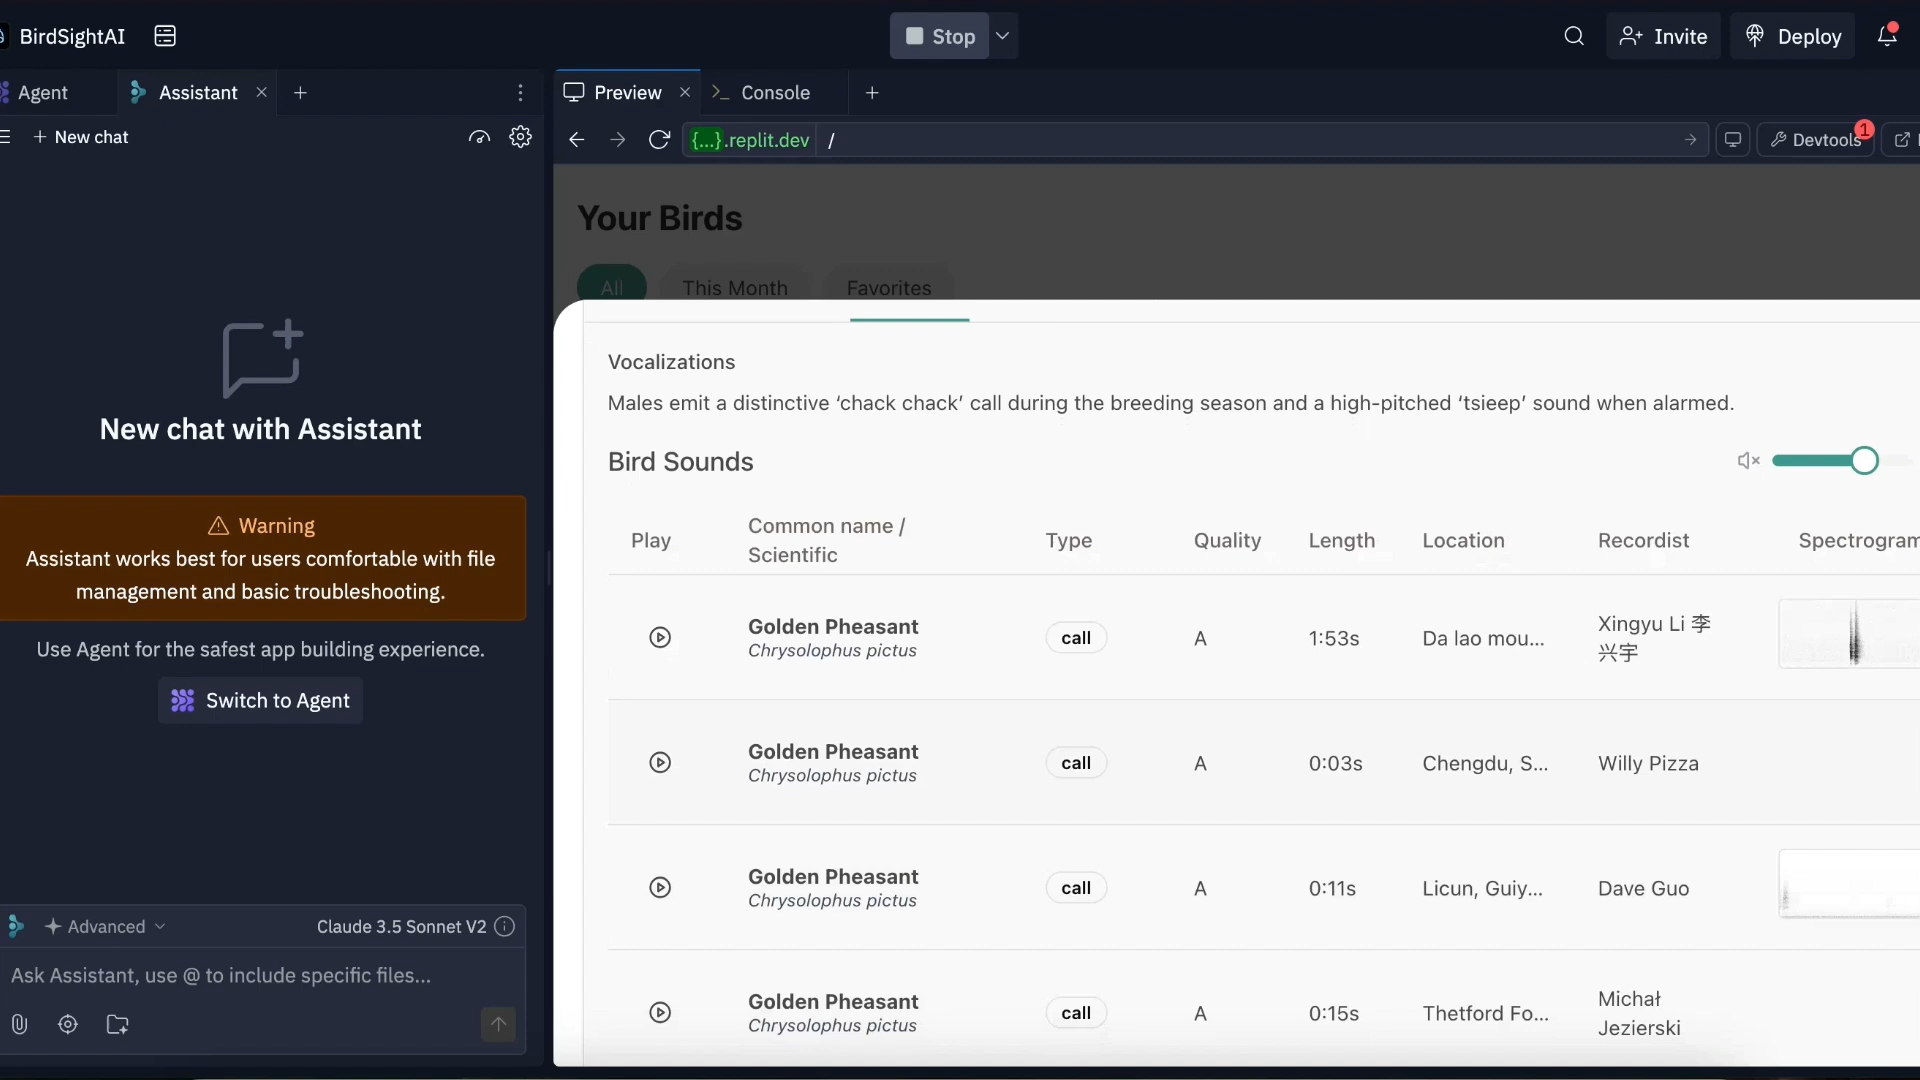 BirdSightAI
Stop
Invite
Deploy
Agent
Assistant
Preview
Console
New chat
{...}.replit.dev /
Devtools
1
New chat with Assistant
Warning
Assistant works best for users comfortable with file
management and basic troubleshooting.
Use Agent for the safest app building experience.
Switch to Agent
Advanced
Claude 3.5 Sonnet V2
Ask Assistant, use @ to include specific files...
Your Birds
All
This Month
Favorites
Vocalizations
Males emit a distinctive ‘chack chack’ call during the breeding season and a high-pitched ‘tsieep’ sound when alarmed.
Bird Sounds
Play
Common name /
Scientific
Type
Quality
Length
Location
Recordist
Spectrogram
Golden Pheasant
Chrysolophus pictus
call
A
1:53s
Da lao mou...
Xingyu Li 李
兴宇
Golden Pheasant
Chrysolophus pictus
call
A
0:03s
Chengdu, S...
Willy Pizza
Golden Pheasant
Chrysolophus pictus
call
A
0:11s
Licun, Guiy...
Dave Guo
Golden Pheasant
Chrysolophus pictus
call
A
0:15s
Thetford Fo...
Michał
Jezierski